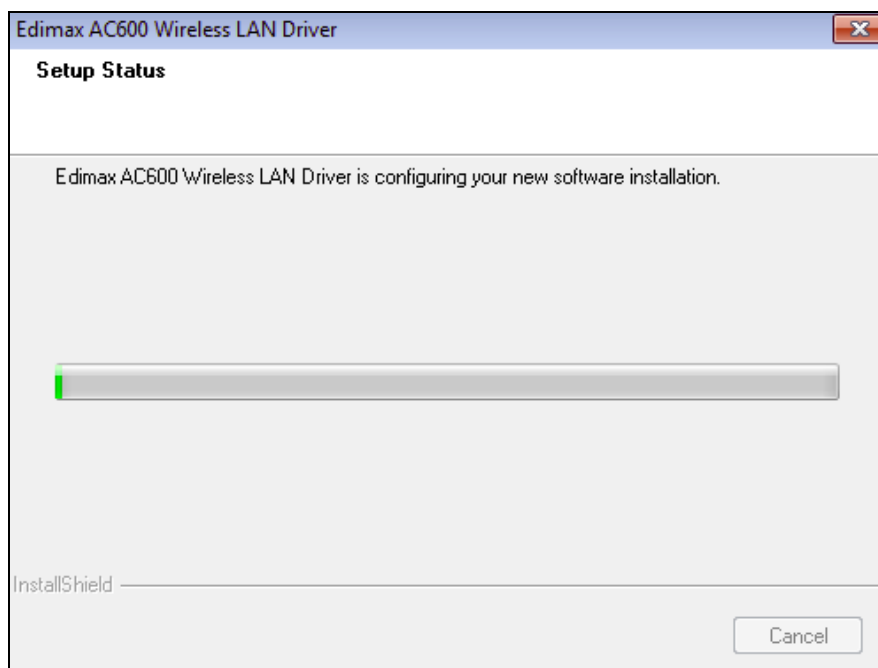 Edimax AC600 Wireless LAN Driver
Setup Status
Edimax AC600 Wireless LAN Driver is configuring your new software installation.
InstallShield
Cancel